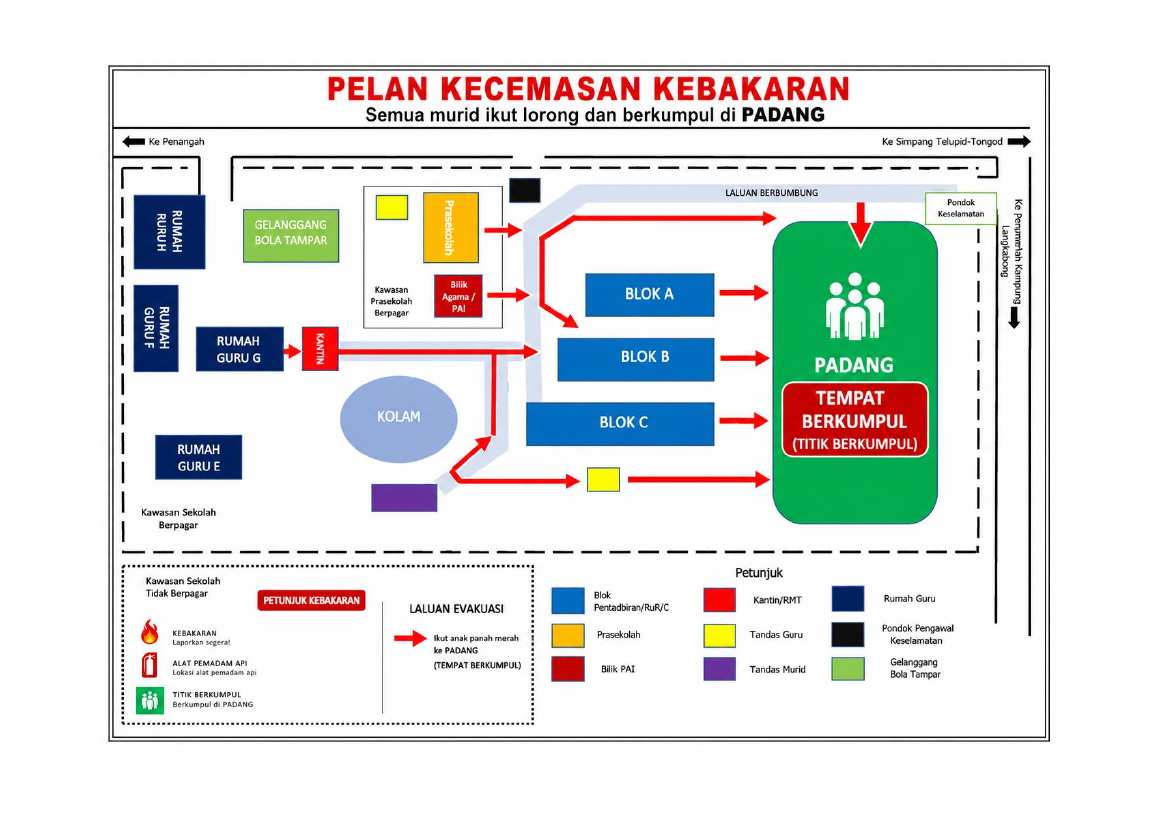 PELAN KECEMASAN KEBAKARAN
Semua murid ikut lorong dan berkumpul di PADANG
Ke Penangah
Ke Simpang Telupid-Tongod
LALUAN BERBUMBUNG
Pondok
Keselamatan
Ke Kampung
Langkabong
RUMAH
RURU H
GELANGGANG
BOLA TAMPAR
Prasekolah
Kawasan
Prasekolah
Berpagar
Bilik
Agama /
PAI
RUMAH
GURU F
RUMAH
GURU G
KANTIN
BLOK A
BLOK B
BLOK C
KOLAM
PADANG
TEMPAT
BERKUMPUL
(TITIK BERKUMPUL)
RUMAH
GURU E
Kawasan Sekolah
Berpagar
Kawasan Sekolah
Tidak Berpagar
PETUNJUK KEBAKARAN
KEBAKARAN
Laporkan segera!
ALAT PEMADAM API
Lokasi alat pemadam api
TITIK BERKUMPUL
Berkumpul di PADANG
LALUAN EVAKUASI
Ikut anak panah merah
ke PADANG
(TEMPAT BERKUMPUL)
Petunjuk
Blok
Pentadbiran/RuR/C
Prasekolah
Bilik PAI
Kantin/RMT
Tandas Guru
Tandas Murid
Rumah Guru
Pondok Pengawal
Keselamatan
Gelanggang
Bola Tampar